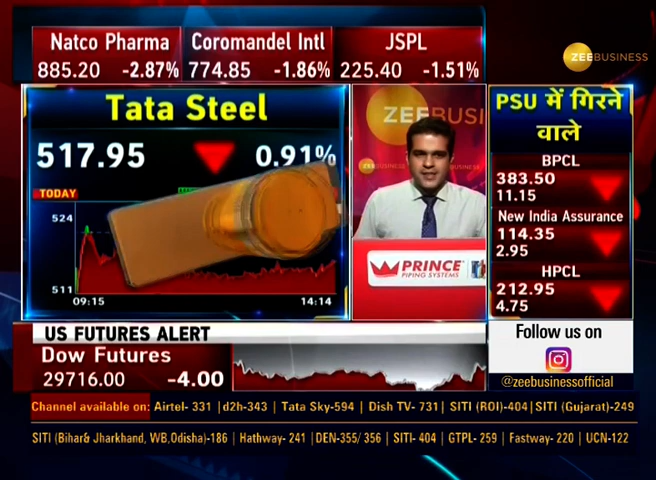 Natco Pharma
885.20 -2.87%
Coromandel Intl
774.85 -1.86%
JSPL
225.40 -1.51%
ZEEBUSINESS
Tata Steel
517.95 0.91%
TODAY
524
511
09:15 14:14
ZEEBUSI
PRINCE
PIPING SYSTEMS
PSU में गिरने
वाले
BPCL
383.50
11.15
New India Assurance
114.35
2.95
HPCL
212.95
4.75
US FUTURES ALERT
Dow Futures
29716.00 -4.00
Follow us on
@zeebusinessofficial
Channel available on: Airtel- 331 | d2h-343 | Tata Sky-594 | Dish TV- 731 | SITI (ROI)-404 | SITI (Gujarat)-249
SITI (Bihar& Jharkhand, WB,Odisha)-186 | Hathway- 241 | DEN-355/ 356 | SITI- 404 | GTPL- 259 | Fastway- 220 | UCN-122